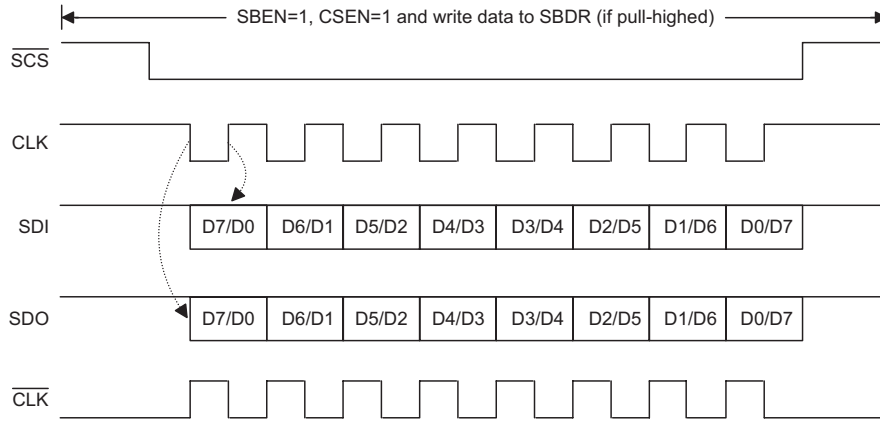 SBEN=1, CSEN=1 and write data to SBDR (if pull-highed)
SCS
CLK
SDI D7/D0 D6/D1 D5/D2 D4/D3 D3/D4 D2/D5 D1/D6 D0/D7
SDO D7/D0 D6/D1 D5/D2 D4/D3 D3/D4 D2/D5 D1/D6 D0/D7
CLK